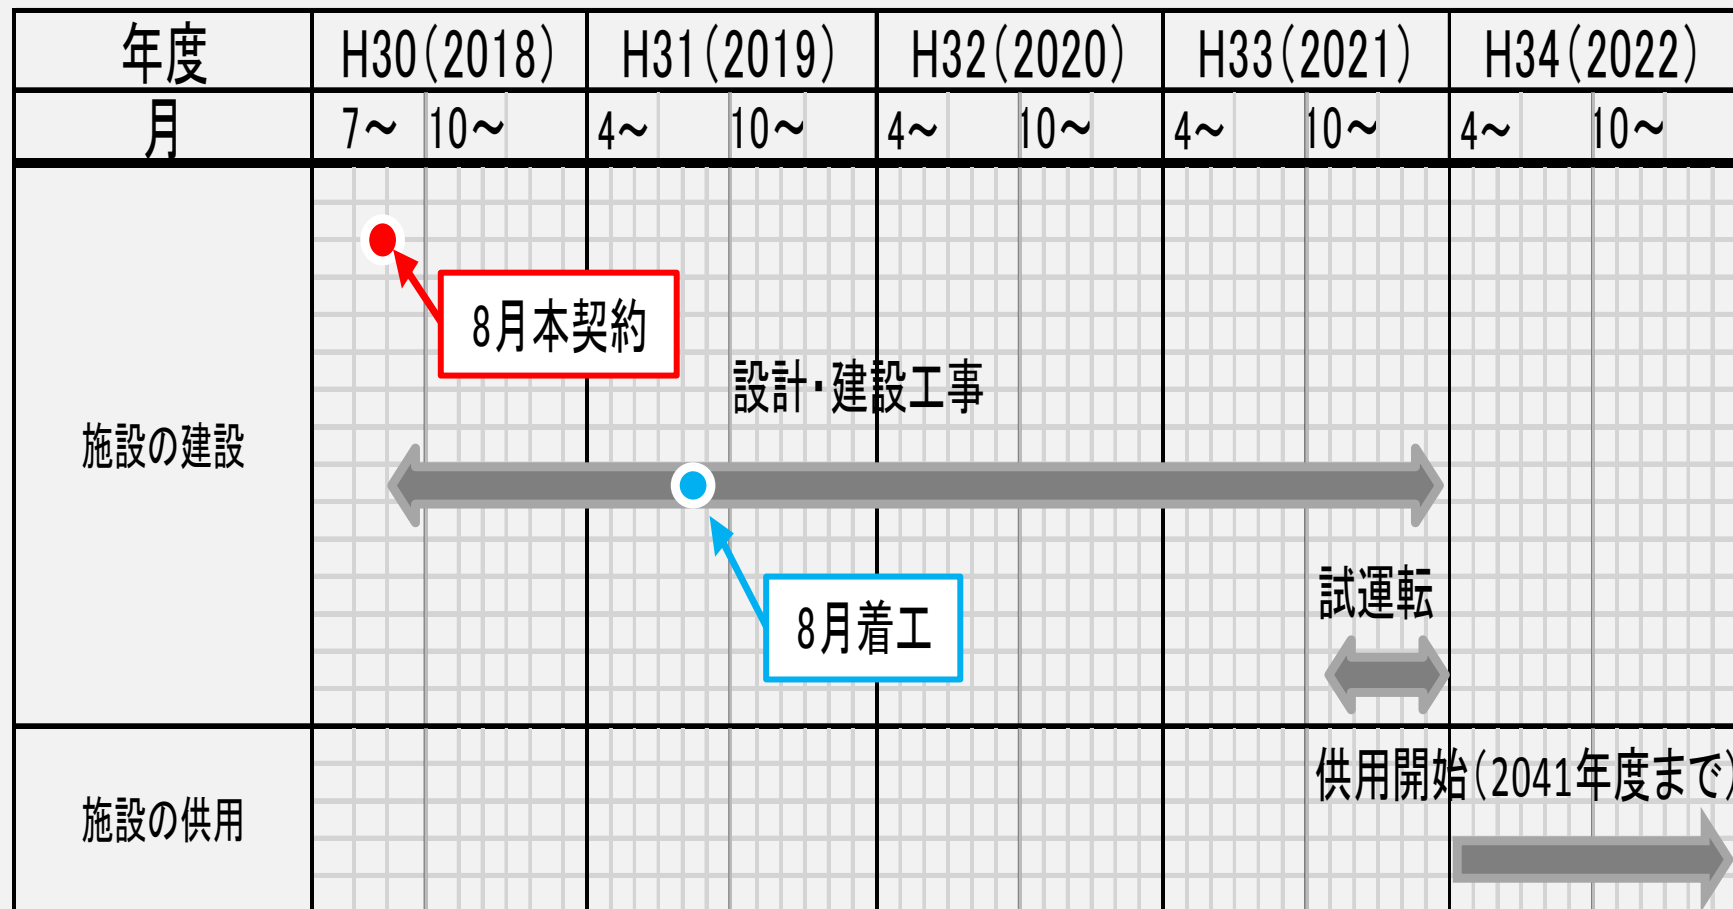 年度 H30(2018) H31(2019) H32(2020) H33(2021) H34(2022)
月 7～ 10～ 4～ 10～ 4～ 10～ 4～ 10～ 4～ 10～
8月本契約
設計・建設工事
施設の建設
試運転
8月着工
供用開始(2041年度まで)
施設の供用